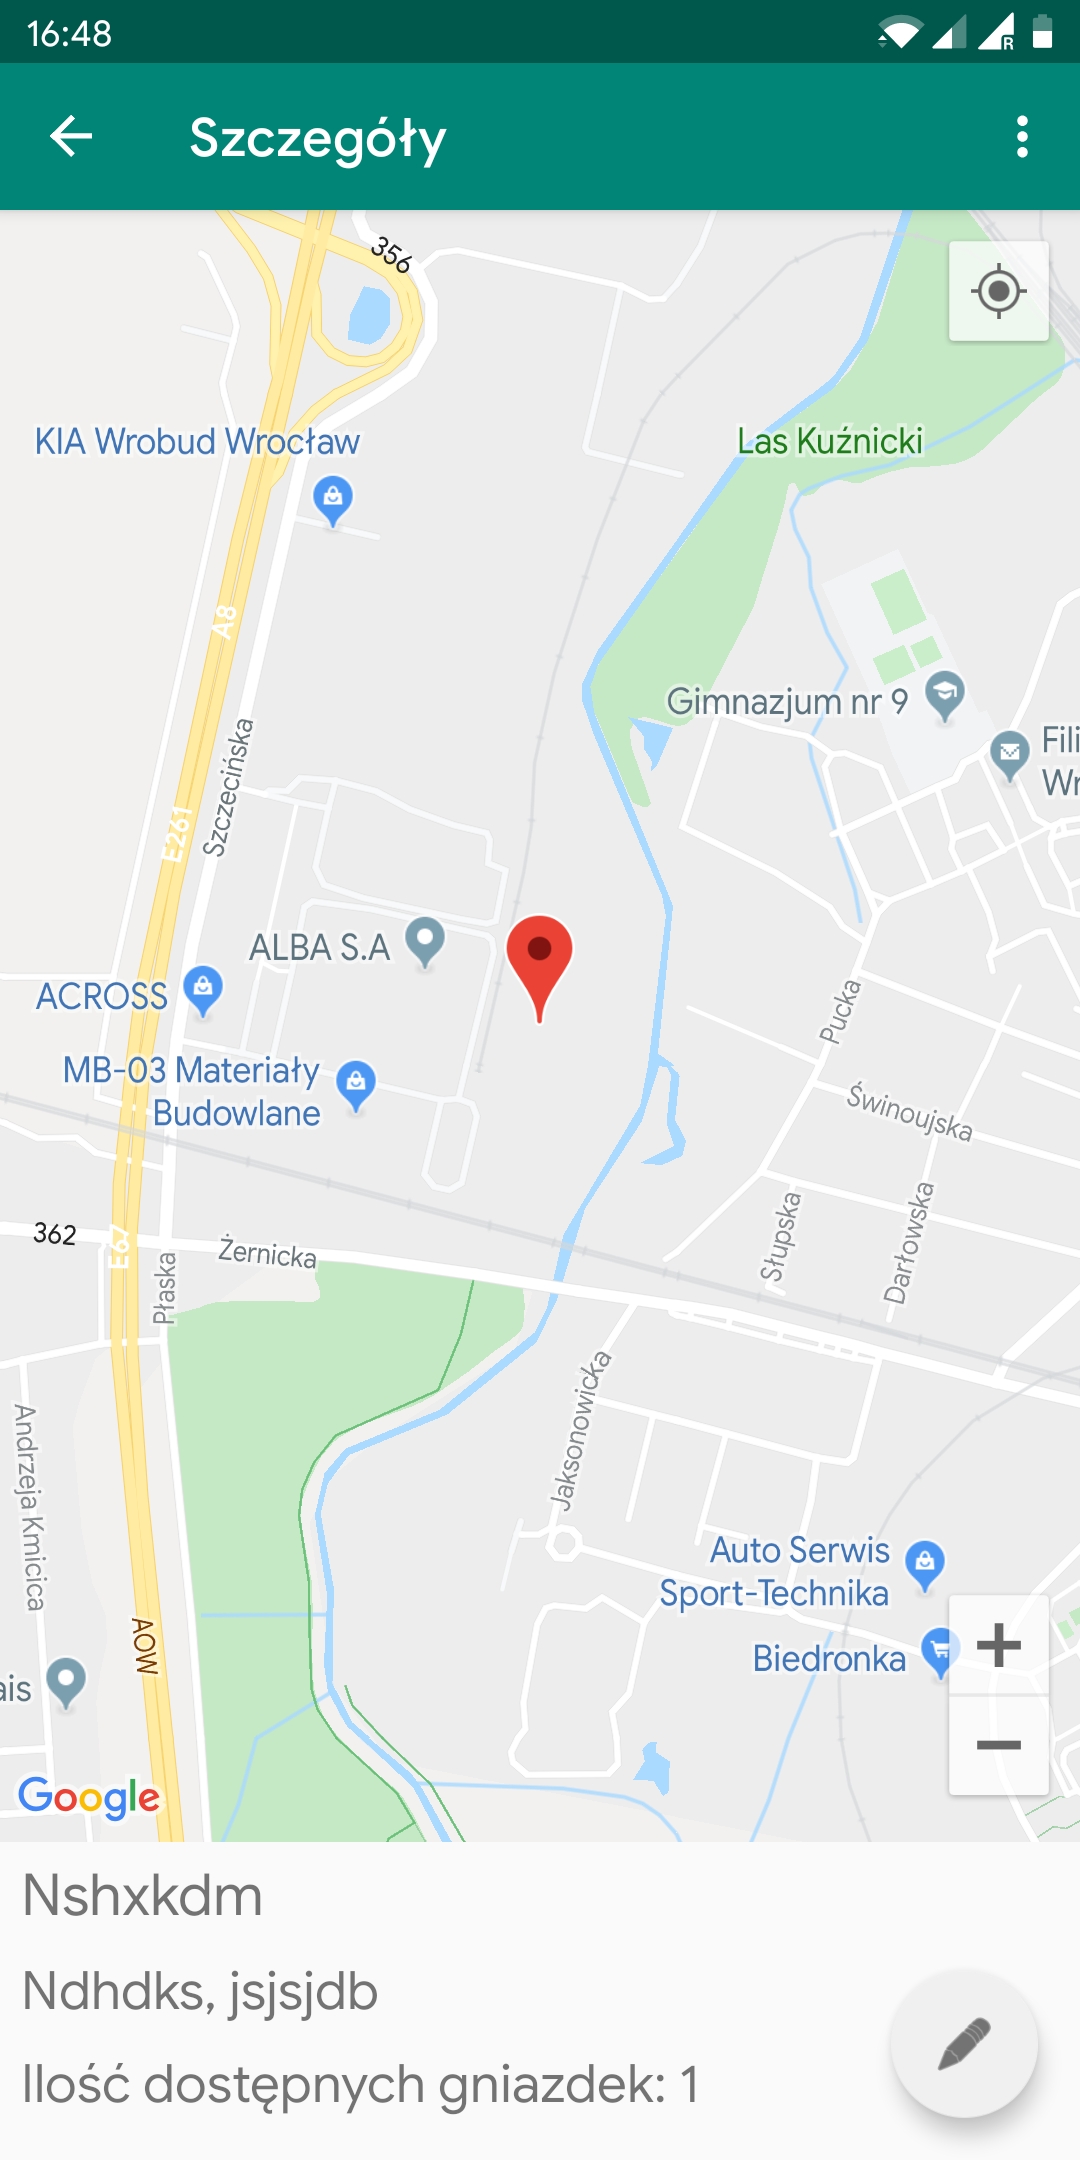 16:48
R
Szczegóły
356
KIA Wrobud Wrocław
Las Kuźnicki
A8
Gimnazjum nr 9
Fili
Wr
Szczecińska
E261
ALBA S.A
ACROSS
Pucka
MB-03 Materiały
Budowlane
Świnoujska
362
Żernicka
E67
Płaska
Słupska
Darłowska
Jaksonowicka
Andrzeja Kmicica
Auto Serwis
Sport-Technika
AOW
Biedronka
ais
Google
Nshxkdm
Ndhdks, jsjsjdb
Ilość dostępnych gniazdek: 1